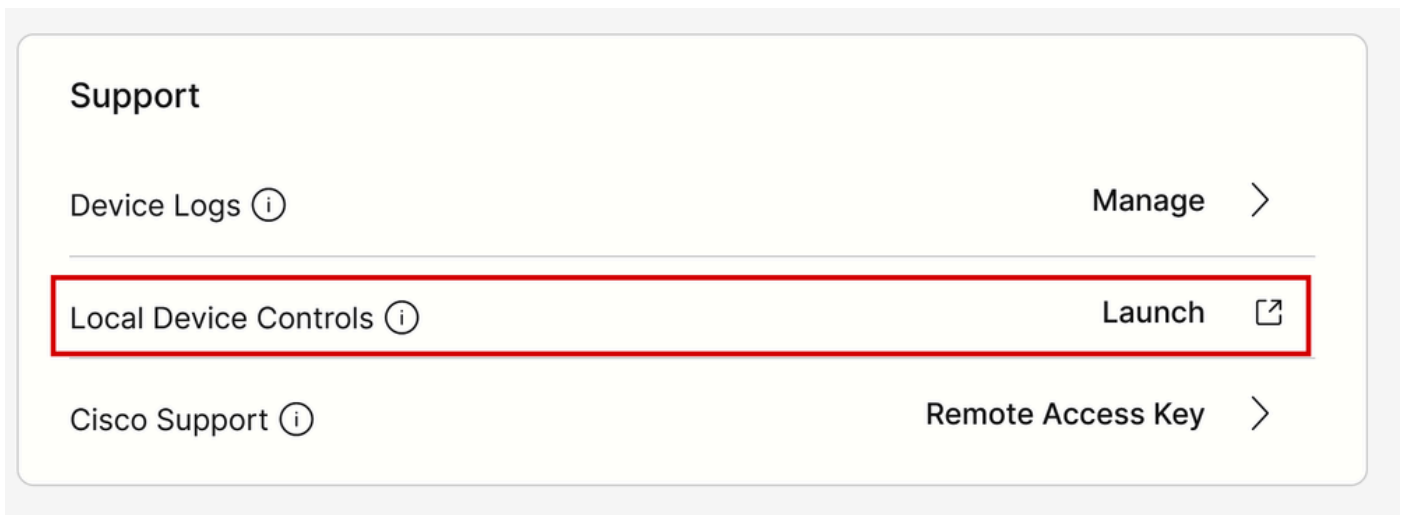 Support
Device Logs Manage
Local Device Controls Launch
Cisco Support Remote Access Key